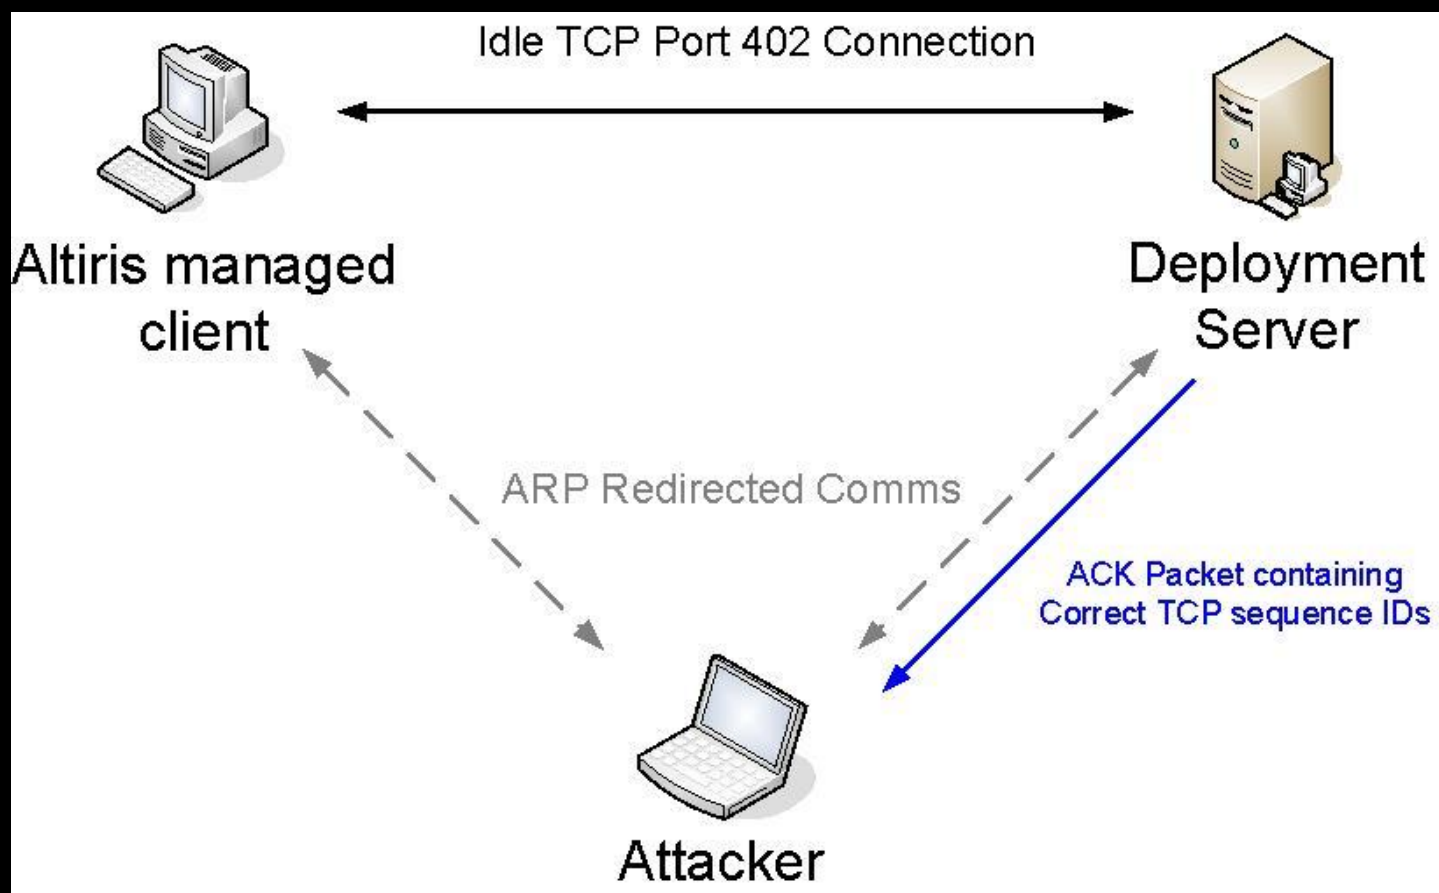 Idle TCP Port 402 Connection
Altiris managed
client
Deployment
Server
ARP Redirected Comms
ACK Packet containing
Correct TCP sequence IDs
Attacker